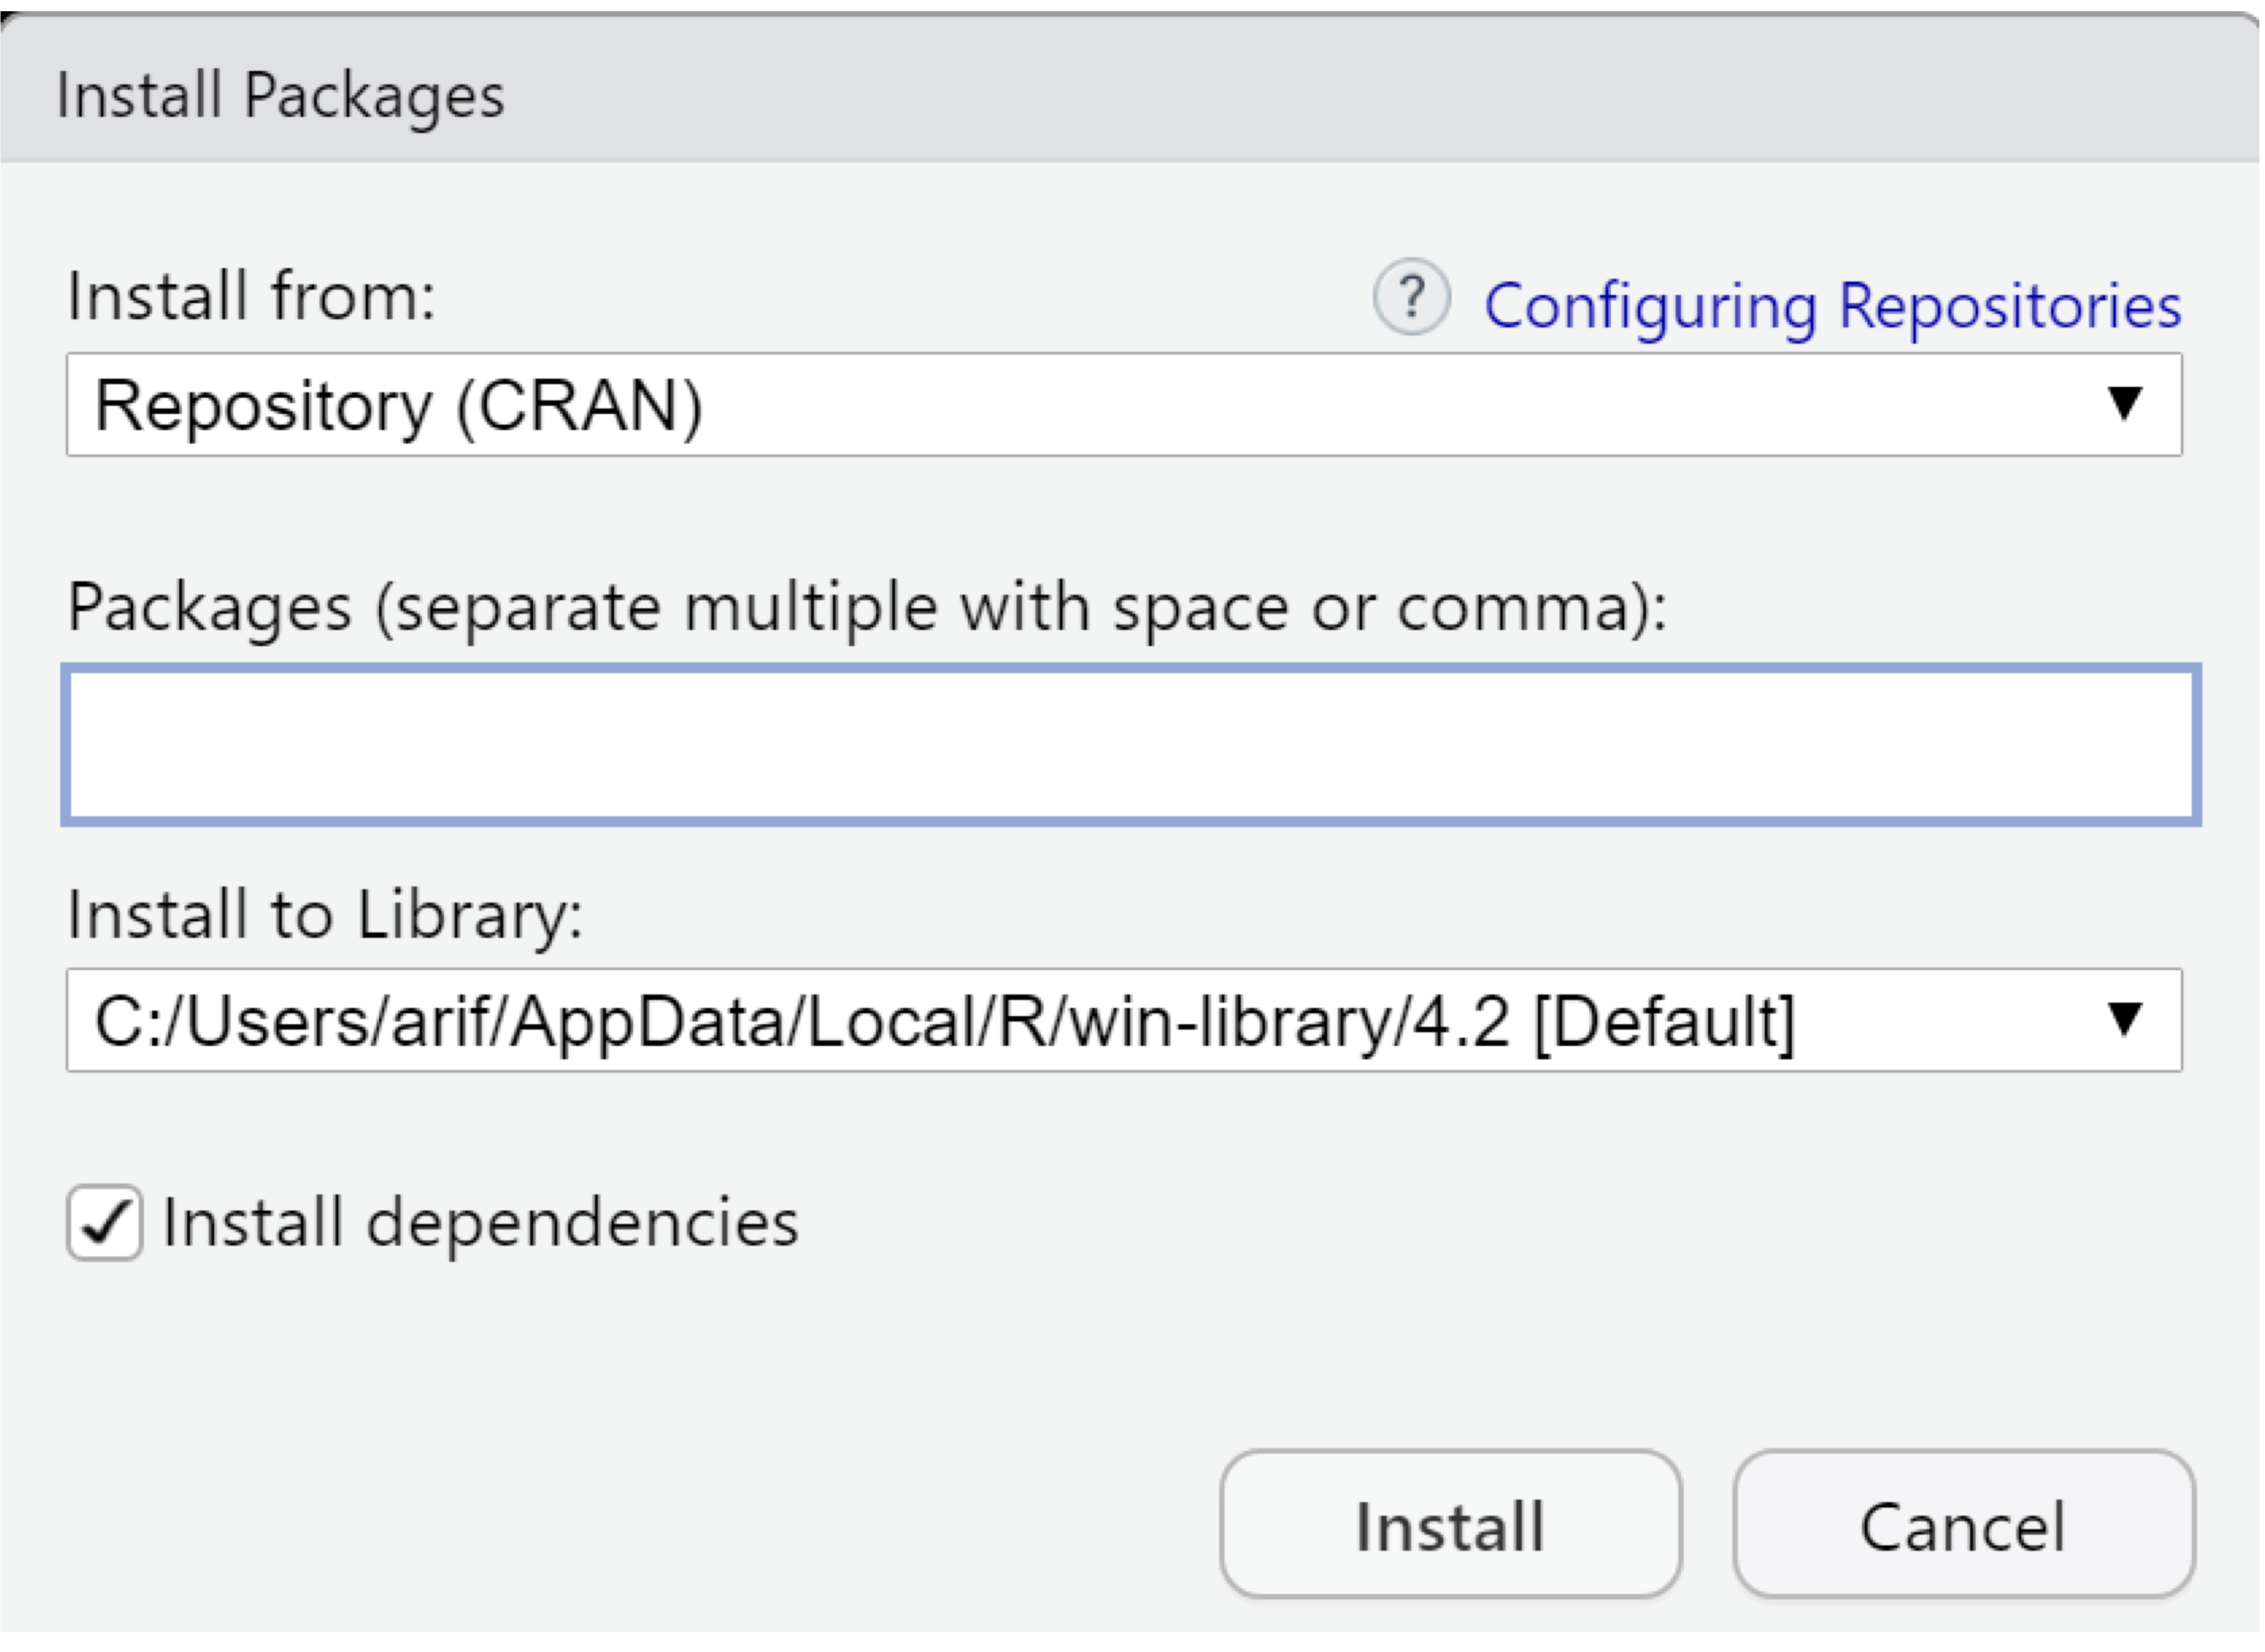 Install Packages
Install from:
? Configuring Repositories
Repository (CRAN)
Packages (separate multiple with space or comma):
Install to Library:
C:/Users/arif/AppData/Local/R/win-library/4.2 [Default]
Install dependencies
Install
Cancel